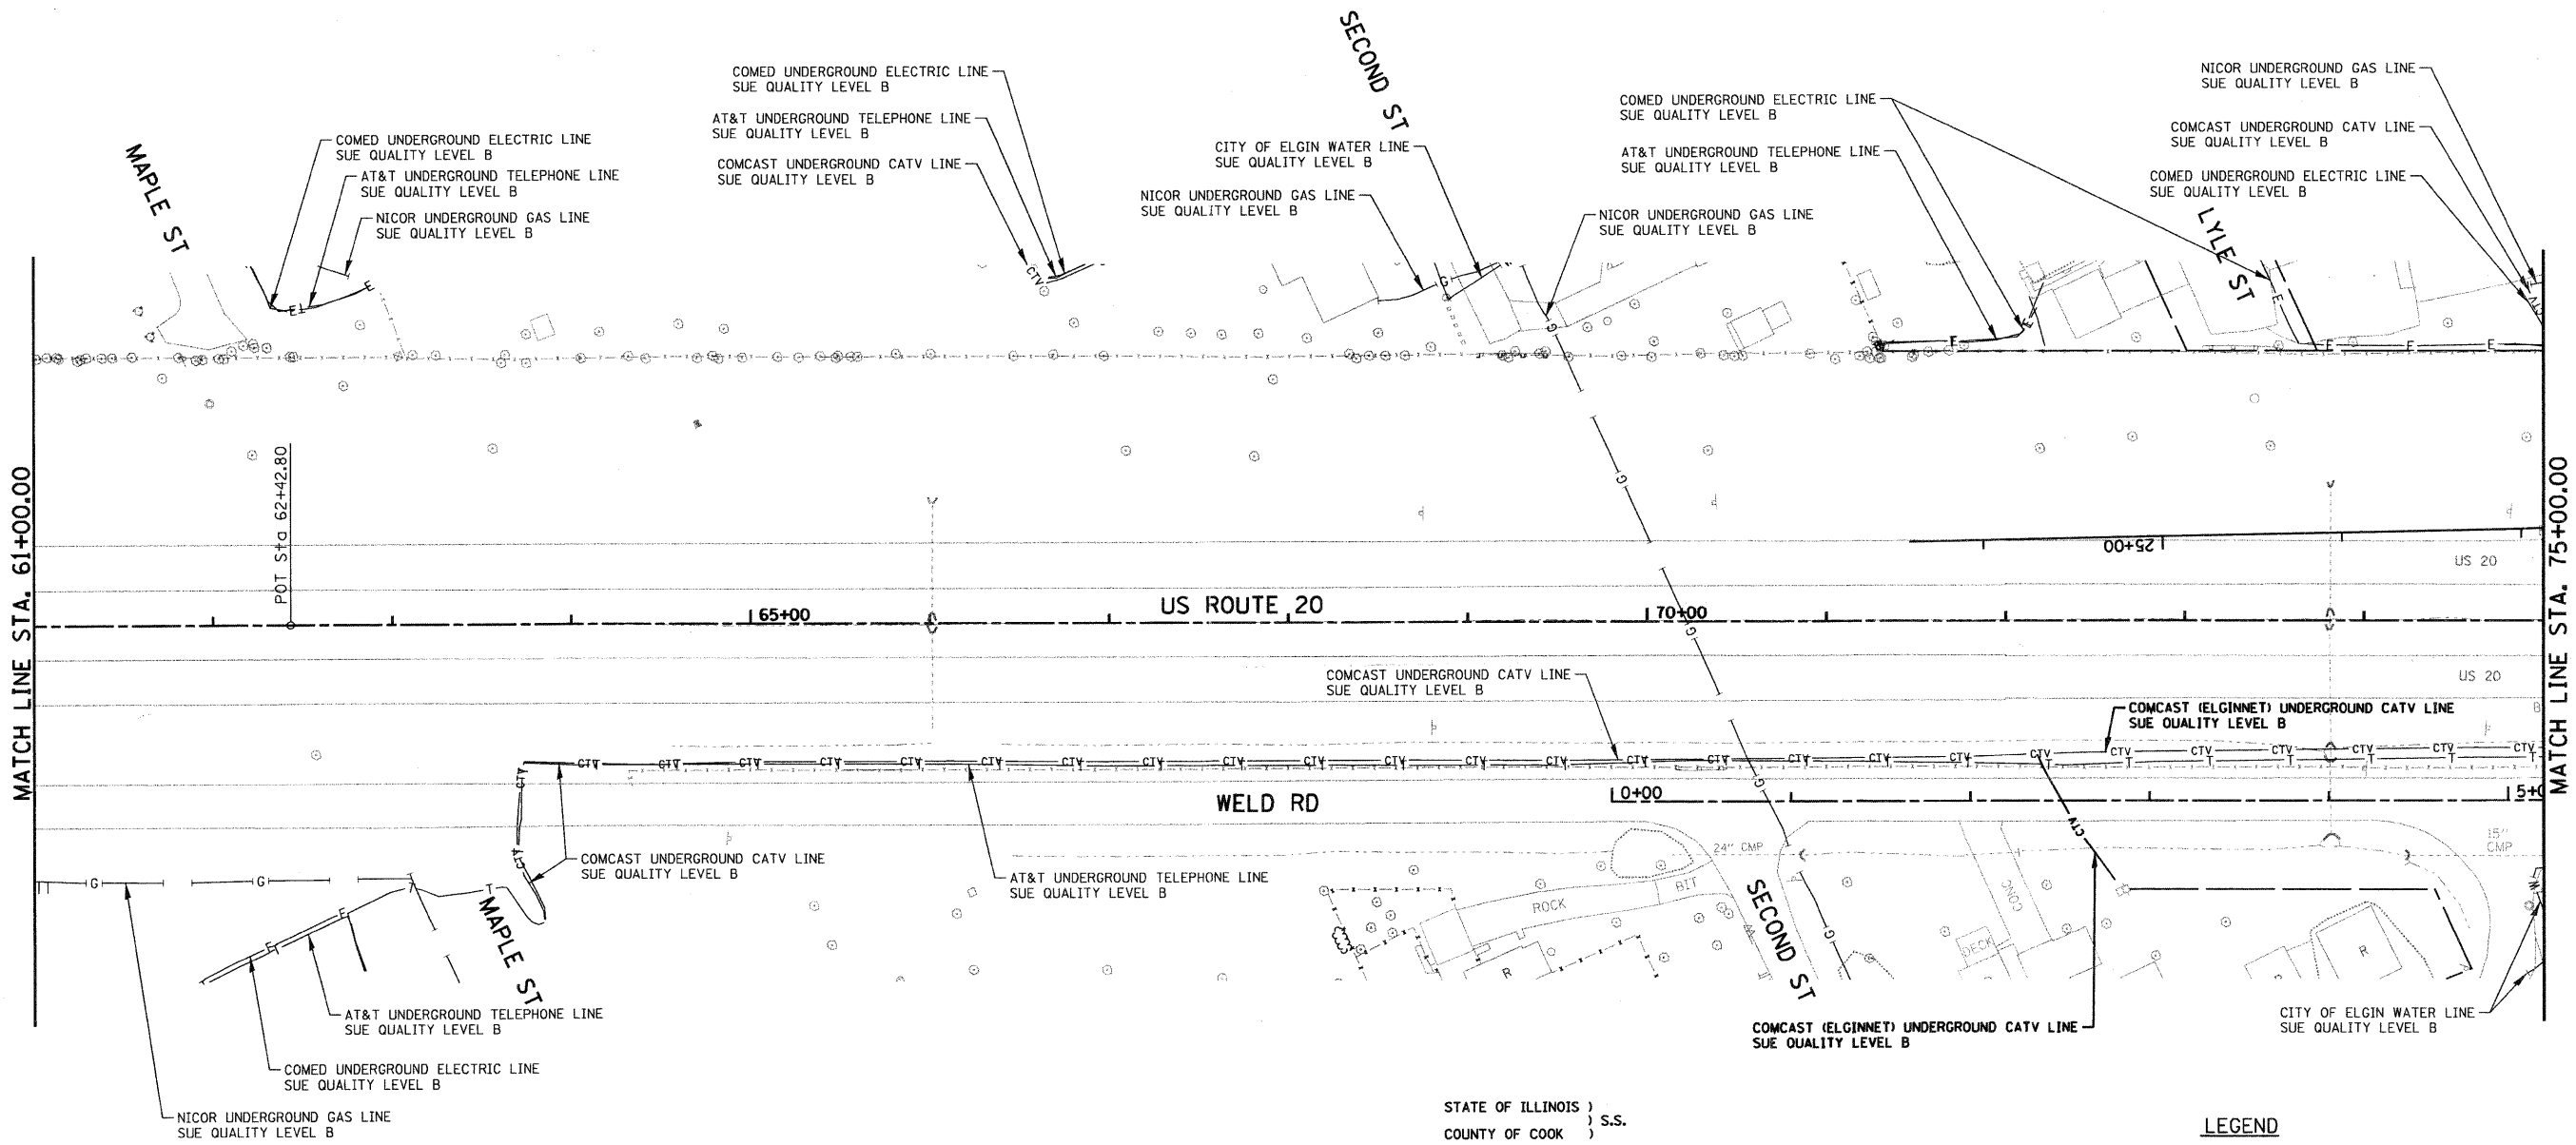 COMED UNDERGROUND ELECTRIC LINE
SUE QUALITY LEVEL B
AT&T UNDERGROUND TELEPHONE LINE
SUE QUALITY LEVEL B
COMCAST UNDERGROUND CATV LINE
SUE QUALITY LEVEL B
SECOND ST
CITY OF ELGIN WATER LINE
SUE QUALITY LEVEL B
NICOR UNDERGROUND GAS LINE
SUE QUALITY LEVEL B
NICOR UNDERGROUND GAS LINE
SUE QUALITY LEVEL B
COMED UNDERGROUND ELECTRIC LINE
SUE QUALITY LEVEL B
AT&T UNDERGROUND TELEPHONE LINE
SUE QUALITY LEVEL B
NICOR UNDERGROUND GAS LINE
SUE QUALITY LEVEL B
COMCAST UNDERGROUND CATV LINE
SUE QUALITY LEVEL B
COMED UNDERGROUND ELECTRIC LINE
SUE QUALITY LEVEL B
LYLE ST
MAPLE ST
COMED UNDERGROUND ELECTRIC LINE
SUE QUALITY LEVEL B
AT&T UNDERGROUND TELEPHONE LINE
SUE QUALITY LEVEL B
NICOR UNDERGROUND GAS LINE
SUE QUALITY LEVEL B
MATCH LINE STA. 61+00.00
POT Sta 62+42.80
65+00
US ROUTE 20
70+00
25+00
US 20
US 20
MATCH LINE STA. 75+00.00
COMCAST UNDERGROUND CATV LINE
SUE QUALITY LEVEL B
COMCAST (ELGINNET) UNDERGROUND CATV LINE
SUE QUALITY LEVEL B
WELD RD
0+00
24" CMP
15"
CMP
COMCAST UNDERGROUND CATV LINE
SUE QUALITY LEVEL B
AT&T UNDERGROUND TELEPHONE LINE
SUE QUALITY LEVEL B
ROCK
BIT
SECOND ST
CONC
DECK
R
R
MAPLE ST
AT&T UNDERGROUND TELEPHONE LINE
SUE QUALITY LEVEL B
COMED UNDERGROUND ELECTRIC LINE
SUE QUALITY LEVEL B
NICOR UNDERGROUND GAS LINE
SUE QUALITY LEVEL B
COMCAST (ELGINNET) UNDERGROUND CATV LINE
SUE QUALITY LEVEL B
CITY OF ELGIN WATER LINE
SUE QUALITY LEVEL B
STATE OF ILLINOIS )
) S.S.
COUNTY OF COOK )
LEGEND